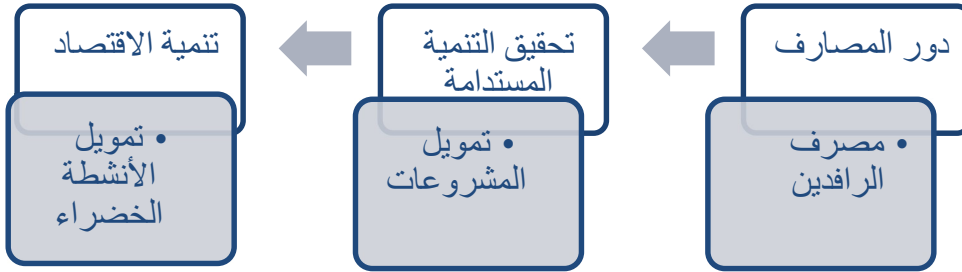 دور المصارف
• مصرف
الرافدين
تحقيق التنمية
المستدامة
• تمويل
المشروعات
تنمية الاقتصاد
• تمويل
الأنشطة
الخضراء